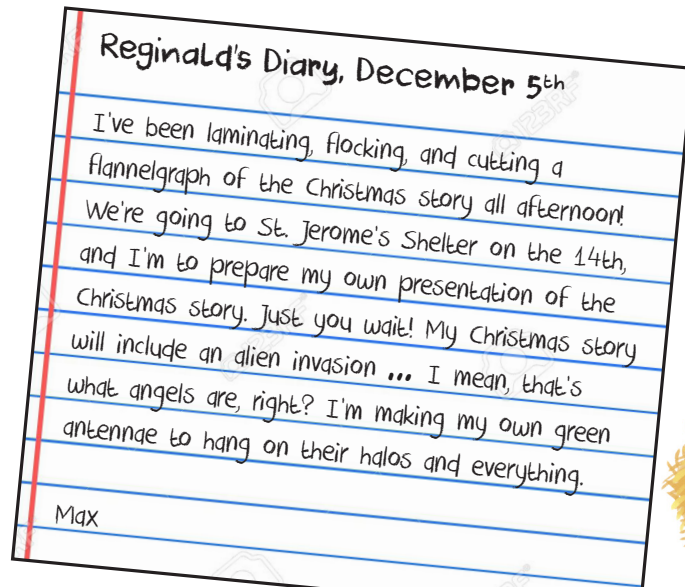 Reginald's Diary, December 5th
I've been laminating, flocking, and cutting a
flannelgraph of the Christmas story all afternoon!
We're going to St. Jerome's Shelter on the 14th,
and I'm to prepare my own presentation of the
Christmas story. Just you wait! My Christmas story
will include an alien invasion ... I mean, that's
what angels are, right? I'm making my own green
antennae to hang on their halos and everything.
Max